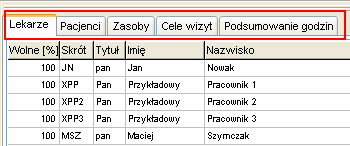 Lekarze Pacjenci Zasoby Cele wizyt Podsumowanie godzin
Wolne [%] Skrót Tytuł Imię Nazwisko
100 JN pan Jan Nowak
100 XPP pan Przykładowy Pracownik 1
100 XPP2 pan Przykładowy Pracownik 2
100 XPP3 pan Przykładowy Pracownik 3
100 MSZ pan Maciej Szymczak